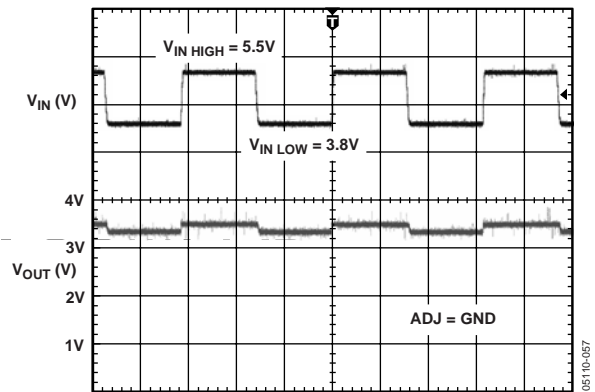 T
V_IN HIGH = 5.5V
V_IN (V)
V_IN LOW = 3.8V
4V
3V
V_OUT (V)
2V
ADJ = GND
1V
05110-057